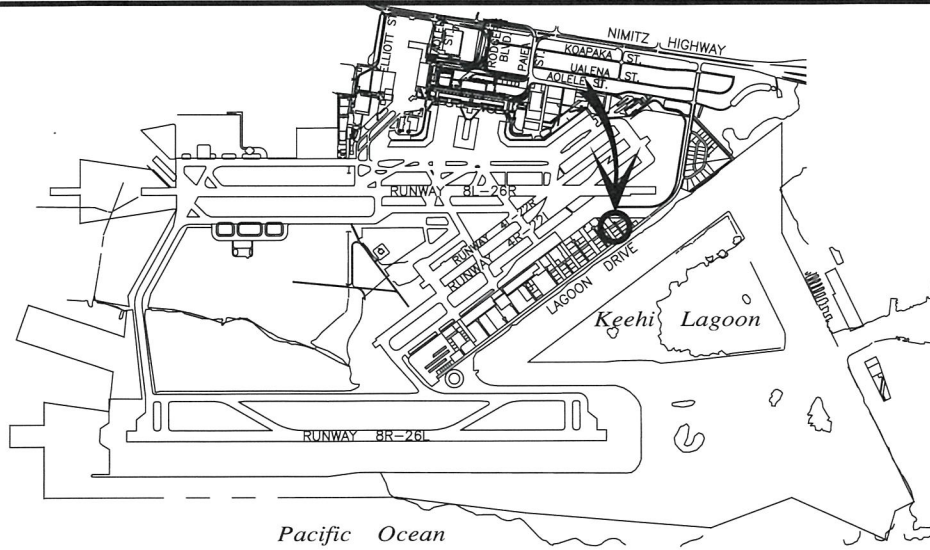 NIMITZ HIGHWAY
ELLIOTT ST.
ST.
RODGERS
BLVD
PAIEA
ST.
KOAPAKA ST.
UALENA ST.
AOLELE ST.
RUNWAY 8L-26R
RUNWAY 4L-22R
RUNWAY 4R-22L
LAGOON DRIVE
Keehi Lagoon
RUNWAY 8R-26L
Pacific Ocean